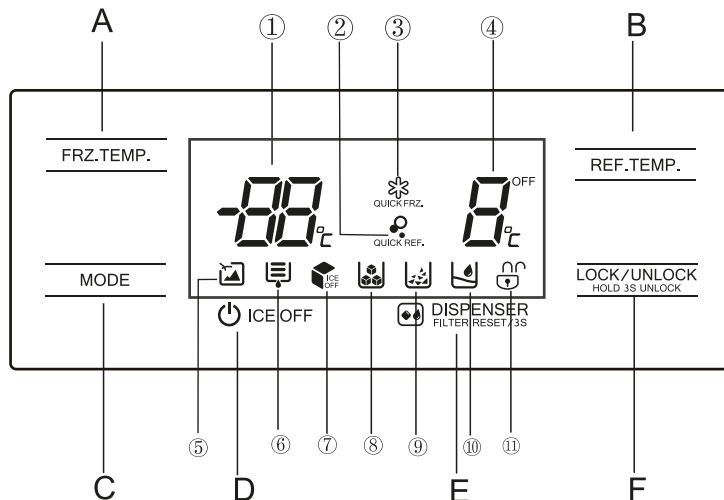 A
①
②
③
④
B
FRZ.TEMP.
REF.TEMP.
-88°C
QUICK FRZ.
QUICK REF.
8°C
OFF
MODE
ICE
OFF
LOCK/UNLOCK
HOLD 3S UNLOCK
ICE OFF
DISPENSER
FILTER RESET/3S
⑤
⑥
⑦
⑧
⑨
⑩
⑪
C
D
E
F